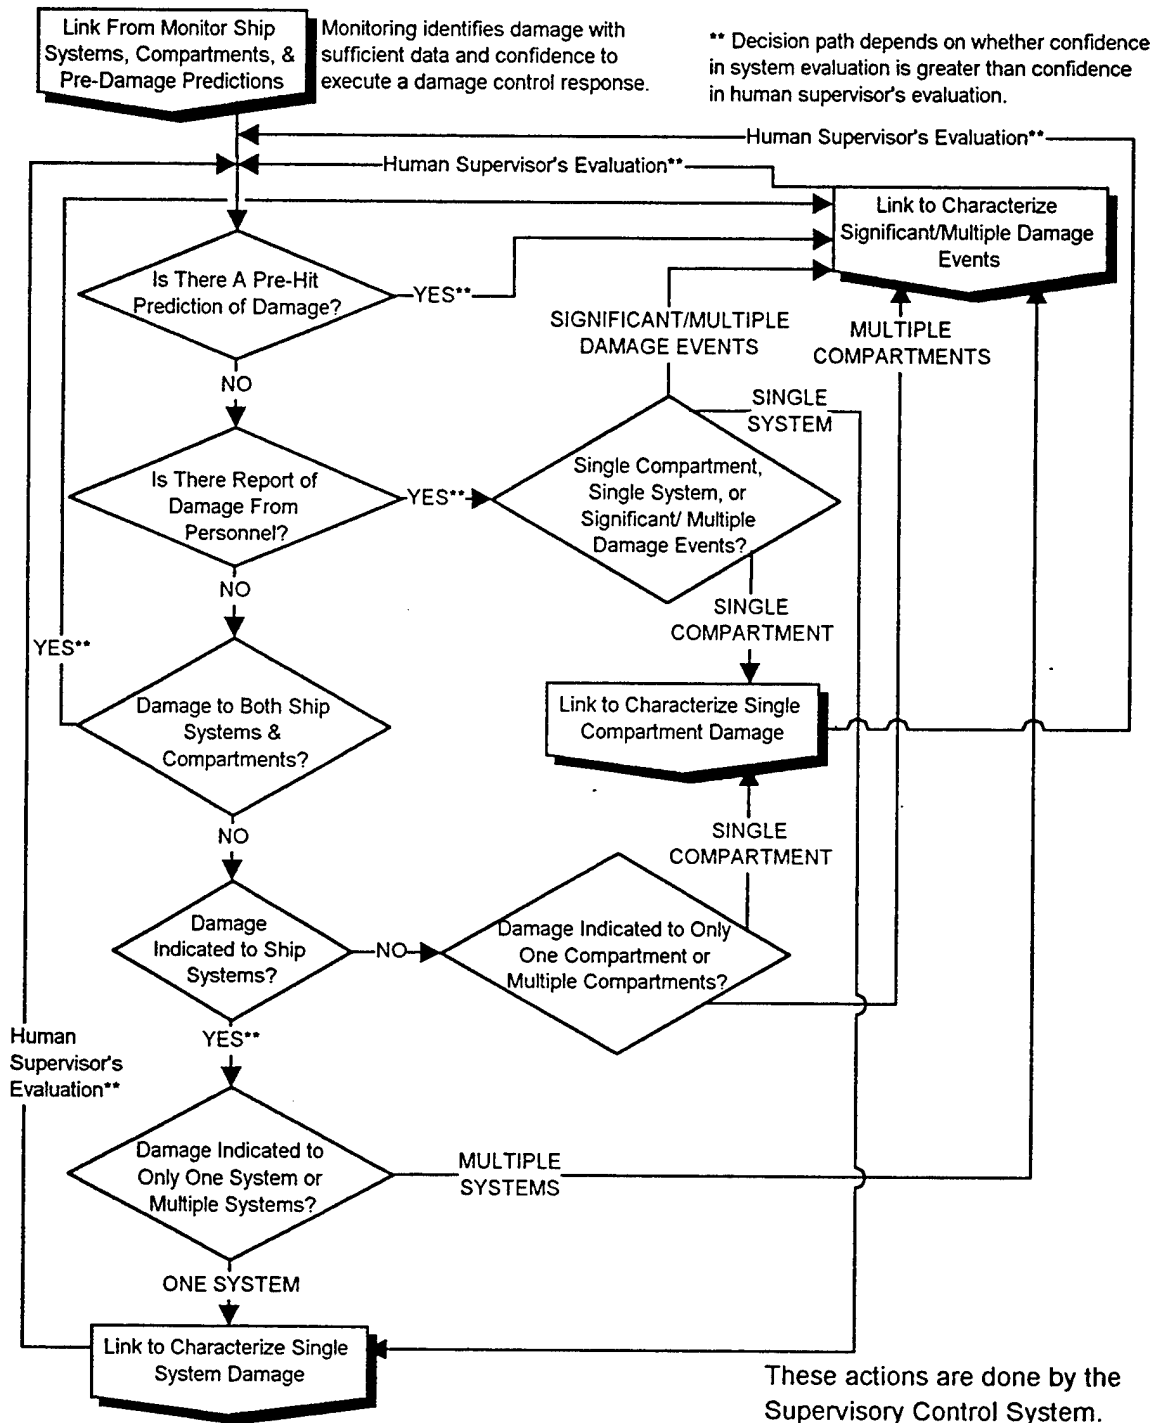 Link From Monitor Ship
Systems, Compartments, &
Pre-Damage Predictions
Monitoring identifies damage with
sufficient data and confidence to
execute a damage control response.
** Decision path depends on whether confidence
in system evaluation is greater than confidence
in human supervisor's evaluation.
Human Supervisor's Evaluation**
Human Supervisor's Evaluation**
Link to Characterize
Significant/Multiple Damage
Events
Is There A Pre-Hit
Prediction of Damage?
YES**
SIGNIFICANT/MULTIPLE
DAMAGE EVENTS
MULTIPLE
COMPARTMENTS
NO
SINGLE
SYSTEM
Is There Report of
Damage From
Personnel?
YES**
Single Compartment,
Single System, or
Significant/ Multiple
Damage Events?
NO
SINGLE
COMPARTMENT
YES**
Damage to Both Ship
Systems &
Compartments?
Link to Characterize Single
Compartment Damage
NO
SINGLE
COMPARTMENT
Damage
Indicated to Ship
Systems?
NO
Damage Indicated to Only
One Compartment or
Multiple Compartments?
YES**
Human
Supervisor's
Evaluation**
Damage Indicated to
Only One System or
Multiple Systems?
MULTIPLE
SYSTEMS
ONE SYSTEM
Link to Characterize Single
System Damage
These actions are done by the
Supervisory Control System.